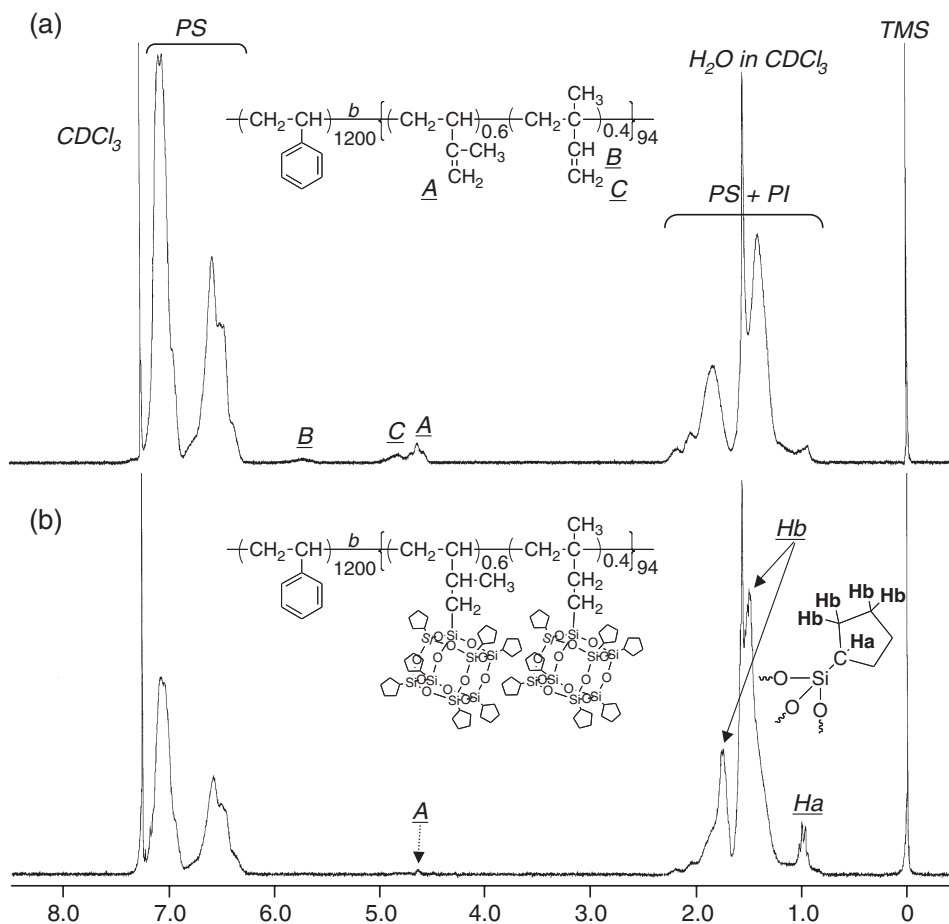 (a)
PS
TMS
H2O in CDCl3
CDCl3
b
CH3
CH2 CH 1200 CH2 CH 0.6 CH2 C 0.4 94
C CH3 CH
CH2 CH2
A B C
PS + PI
B C A
(b)
Hb
b
CH3
CH2 CH 1200 CH2 CH 0.6 CH2 C 0.4 94
CH CH3 CH2
CH2 CH2
Hb Hb Hb
Hb Ha
C
Si
O O O
A
Ha
8.0 7.0 6.0 5.0 4.0 3.0 2.0 1.0